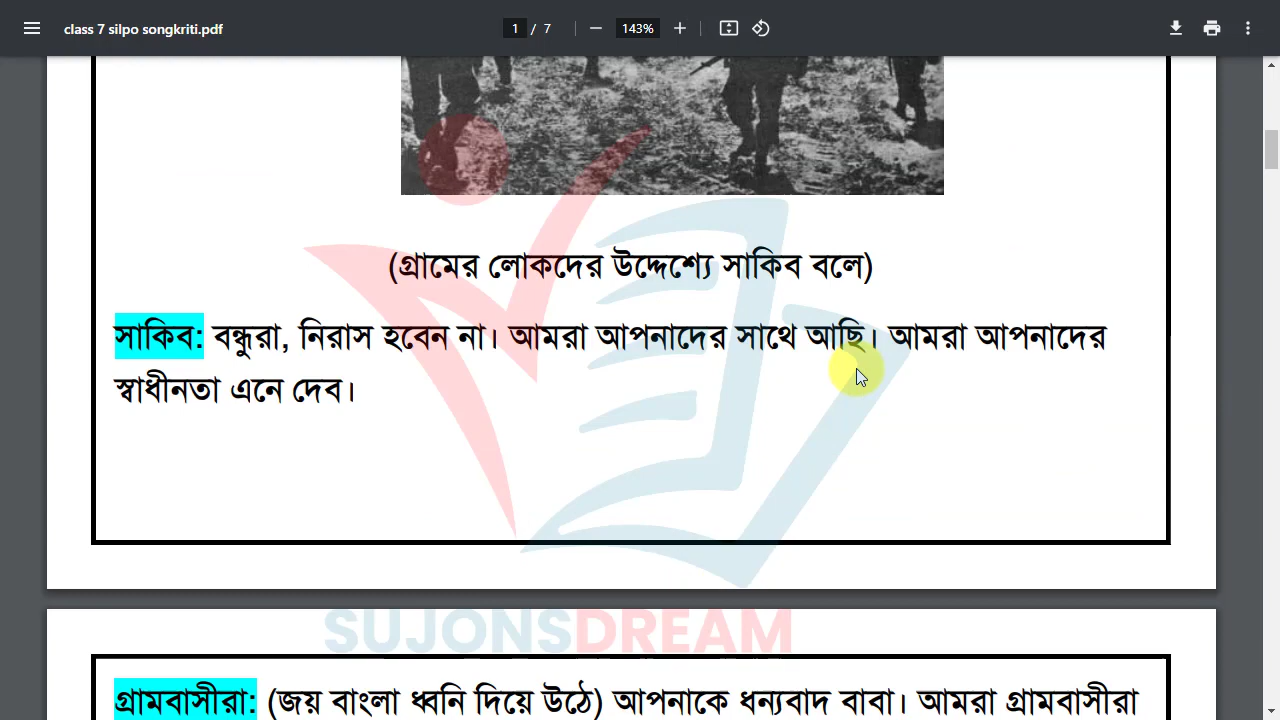 class 7 silpo songkriti.pdf
1 / 7
143%
(গ্রামের লোকদের উদ্দেশ্যে সাকিব বলে)
সাকিব: বন্ধুরা, নিরাস হবেন না। আমরা আপনাদের সাথে আছি। আমরা আপনাদের
স্বাধীনতা এনে দেব।
SUJONSDREAM
গ্রামবাসীরা: (জয় বাংলা ধ্বনি দিয়ে উঠে) আপনাকে ধন্যবাদ বাবা। আমরা গ্রামবাসীরা